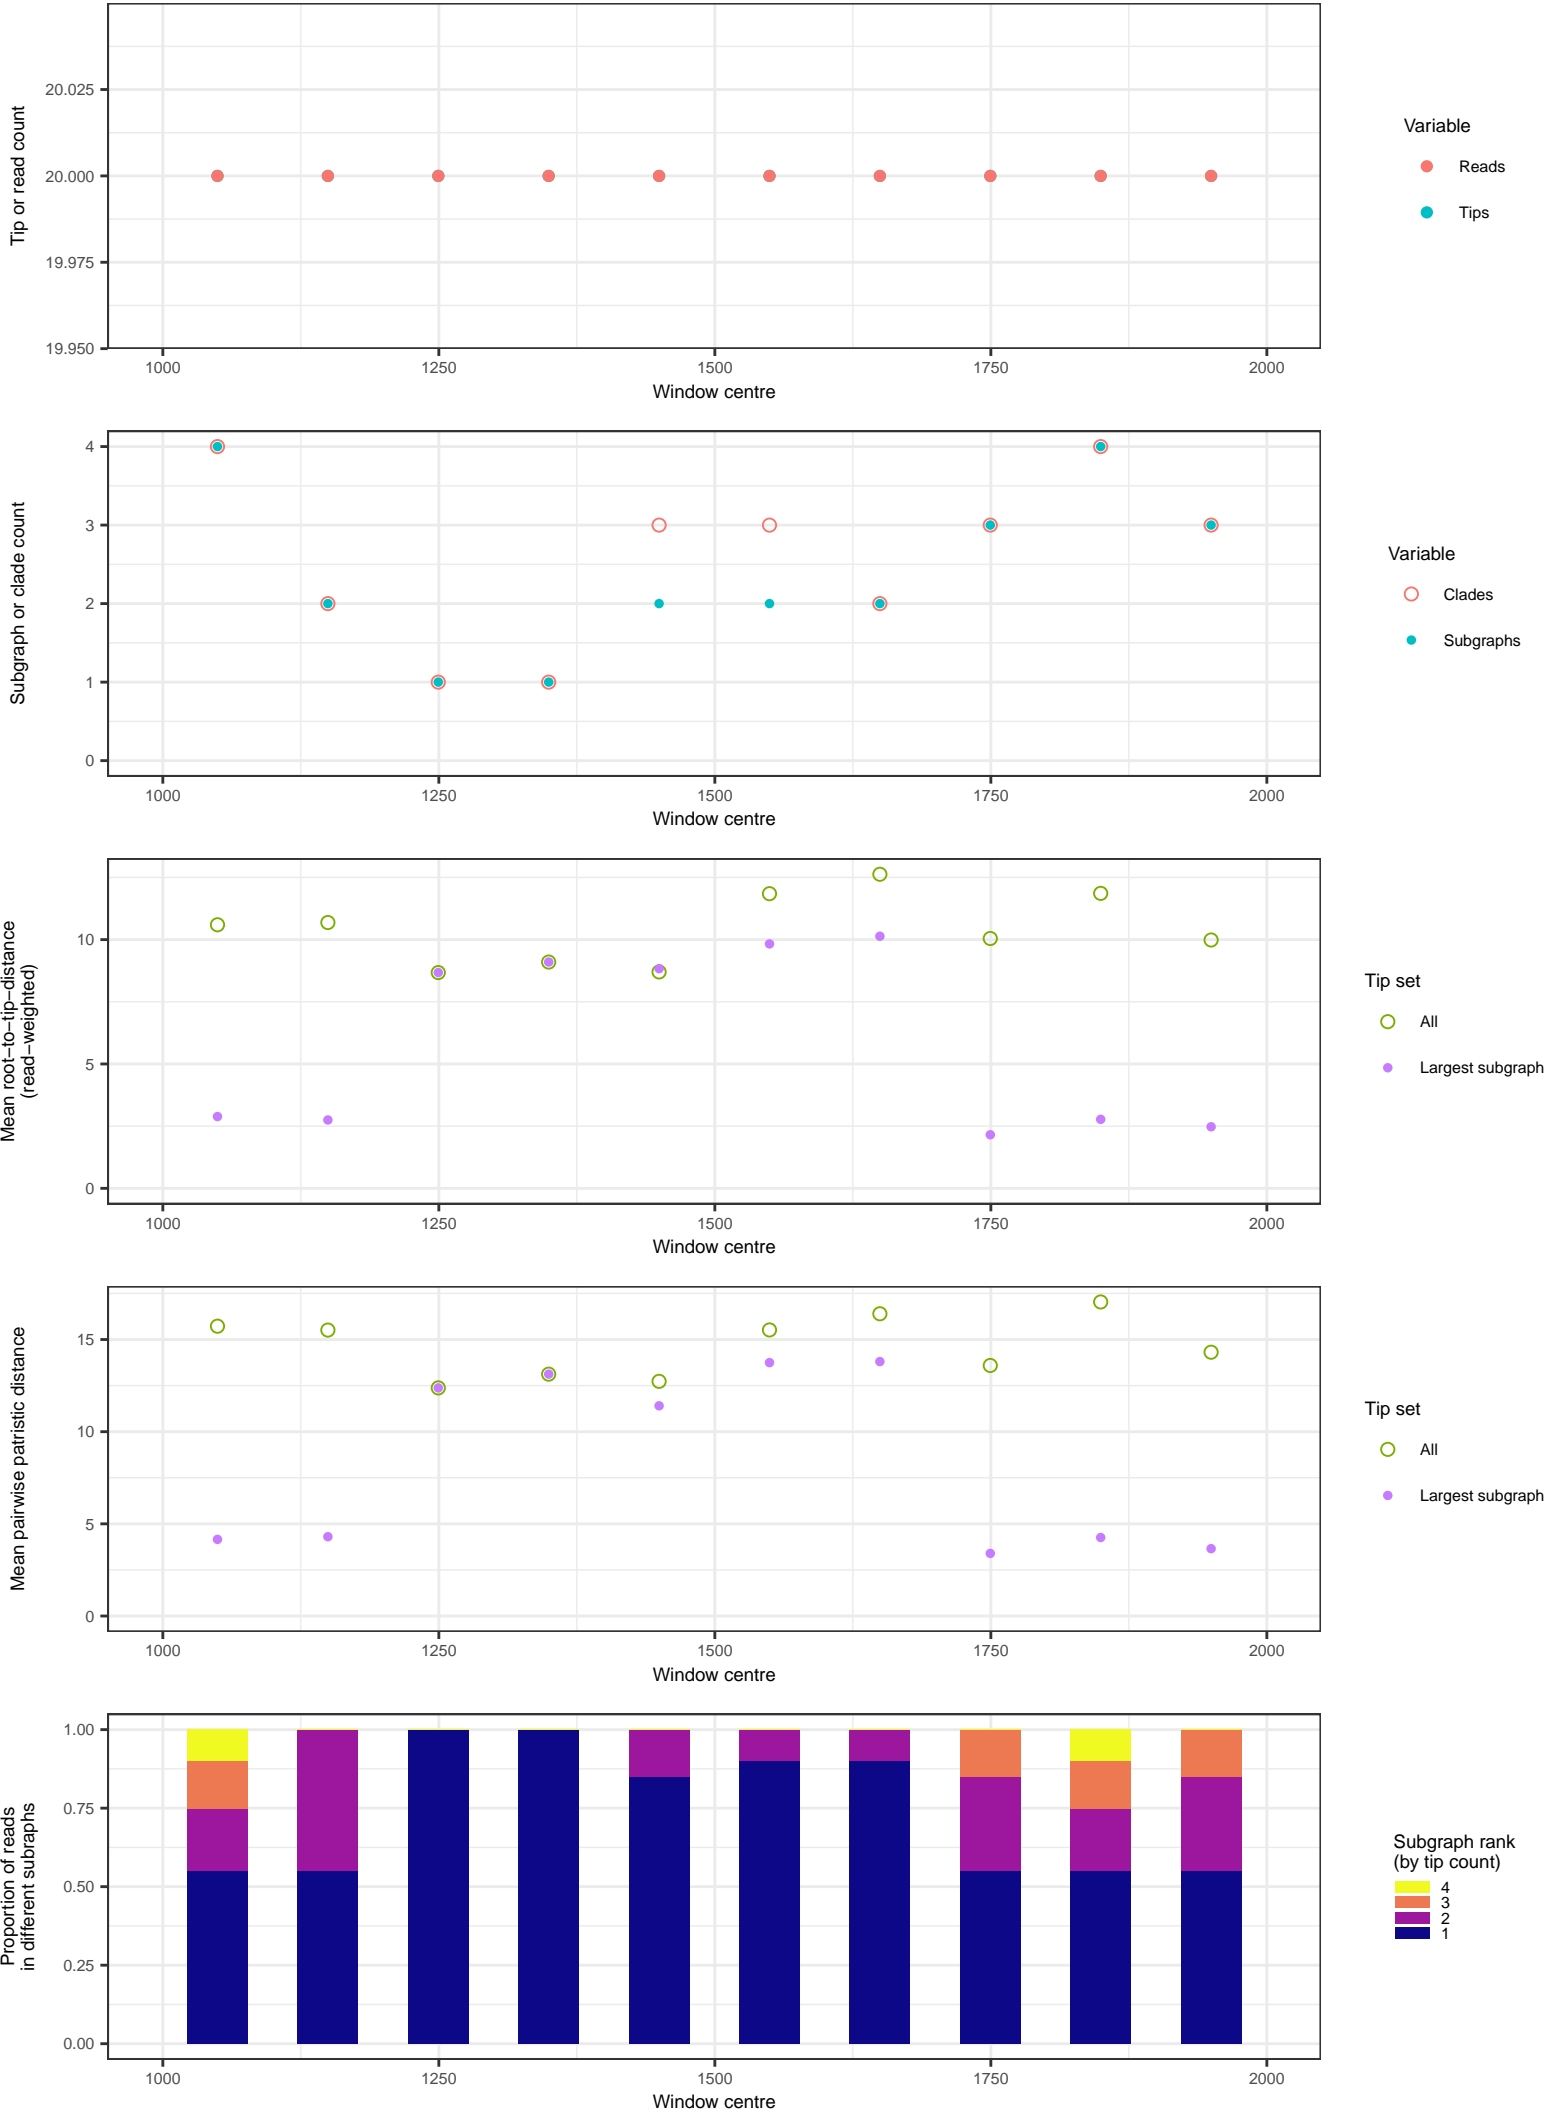 Tip or read count
20.025
20.000
19.975
19.950
1000 1250 1500 1750 2000
Window centre
Variable
Reads
Tips
Subgraph or clade count
4
3
2
1
0
1000 1250 1500 1750 2000
Window centre
Variable
Clades
Subgraphs
Mean root−to−tip−distance
(read−weighted)
10
5
0
1000 1250 1500 1750 2000
Window centre
Tip set
All
Largest subgraph
Mean pairwise patristic distance
15
10
5
0
1000 1250 1500 1750 2000
Window centre
Tip set
All
Largest subgraph
Proportion of reads
in different subraphs
1.00
0.75
0.50
0.25
0.00
1000 1250 1500 1750 2000
Window centre
Subgraph rank
(by tip count)
4
3
2
1